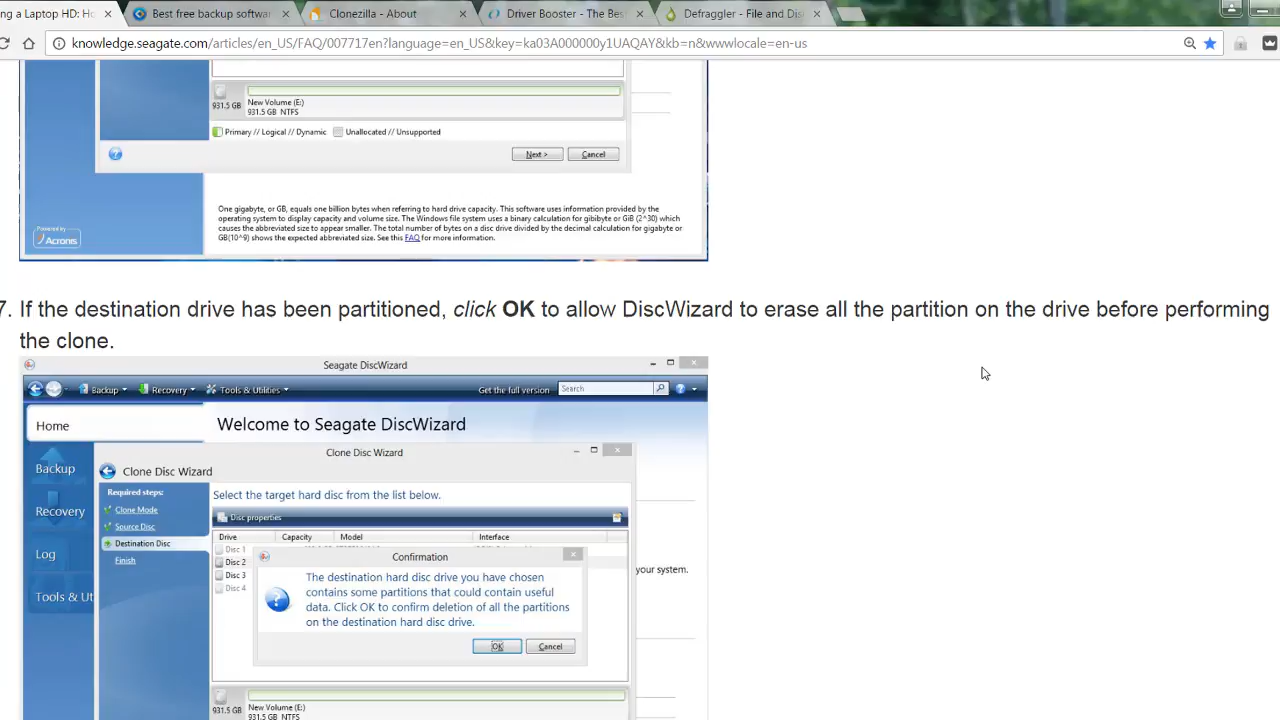 ng a Laptop HD: Ho
Best free backup softwa
Clonezilla - About
Driver Booster - The Bes
Defraggler - File and Dis
knowledge.seagate.com/articles/en_US/FAQ/007717en?language=en_US&key=ka03A000000y1UAQAY&kb=n&wwwlocale=en-us
931.5 GB
New Volume (E:)
931.5 GB NTFS
Primary // Logical // Dynamic
Unallocated // Unsupported
Next >
Cancel
One gigabyte, or GB, equals one billion bytes when referring to hard drive capacity. This software uses information provided by the
operating system to display capacity and volume size. The Windows file system uses a binary calculation for gibibyte or GiB (2^30) which
causes the abbreviated size to appear smaller. The total number of bytes on a disc drive divided by the decimal calculation for gigabyte or
GB(10^9) shows the expected abbreviated size. See this FAQ for more information.
Powered by
Acronis
7. If the destination drive has been partitioned, click OK to allow DiscWizard to erase all the partition on the drive before performing
the clone.
Seagate DiscWizard
Backup
Recovery
Tools & Utilities
Get the full version
Search
Home
Welcome to Seagate DiscWizard
Clone Disc Wizard
Backup
Clone Disc Wizard
Required steps:
Select the target hard disc from the list below.
Recovery
Clone Mode
Disc properties
Source Disc
Drive
Capacity
Model
Interface
Destination Disc
Disc 1
Log
Confirmation
Finish
Disc 2
your system.
Disc 3
The destination hard disc drive you have chosen
Disc 4
contains some partitions that could contain useful
Tools & Ut
data. Click OK to confirm deletion of all the partitions
on the destination hard disc drive.
OK
Cancel
931.5 GB
New Volume (E:)
931.5 GB NTFS